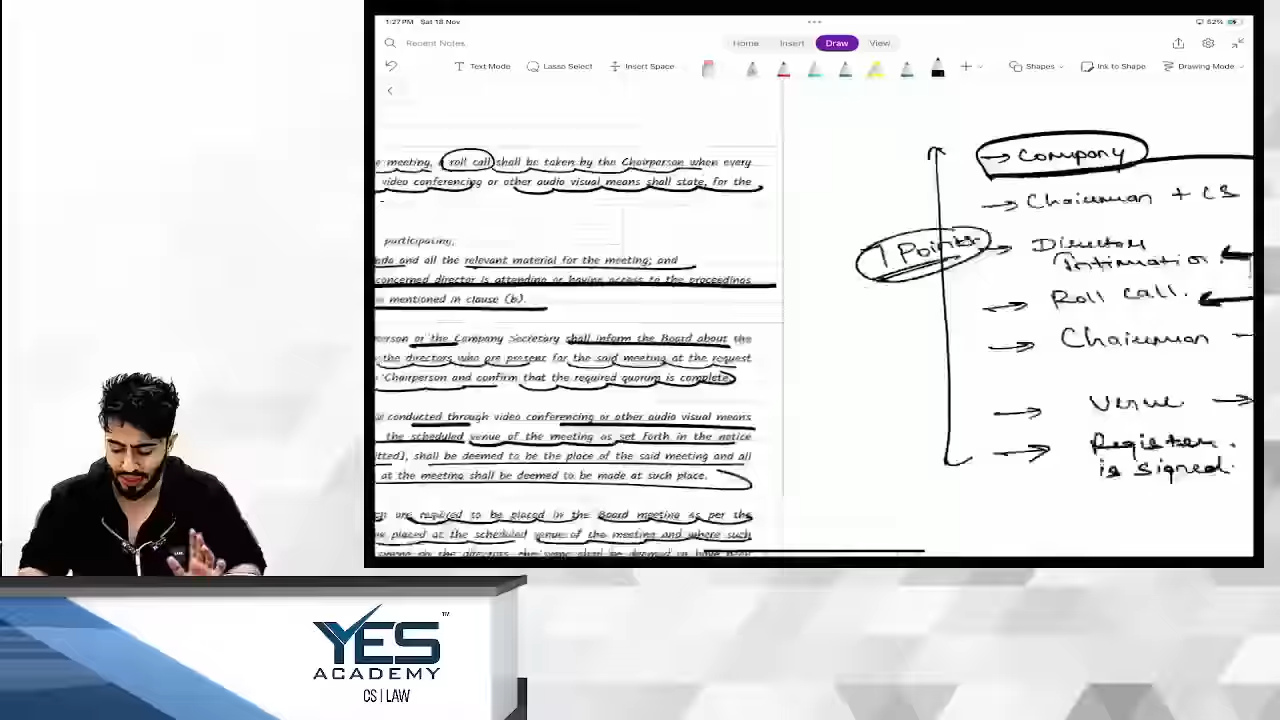 1:27 PM Sat 18 Nov
52%
Recent Notes
Home Insert Draw View
Text Mode Lasso Select Insert Space Shapes Ink to Shape Drawing Mode
meeting, roll call shall be taken by the Chairperson when every
video conferencing or other audio visual means shall state, for the
participating,
and all the relevant material for the meeting; and
concerned director is attending or having access to the proceedings
mentioned in clause (b).
or the Company Secretary shall inform the Board about the
the directors who are present for the said meeting at the request
Chairperson and confirm that the required quorum is complete
conducted through video conferencing or other audio visual means
the scheduled venue of the meeting as set forth in the notice
shall be deemed to be the place of the said meeting and all
at the meeting shall be deemed to be made at such place.
are required to be placed in the Board meeting as per the
placed at the scheduled venue of the meeting and where such
→ Company
→ Chairman + CS
7 Points
→ Director
Intimation.
→ Roll call.
→ Chairman
→ Venue →
→ Register
is signed.
YES
ACADEMY
CS | LAW
TM